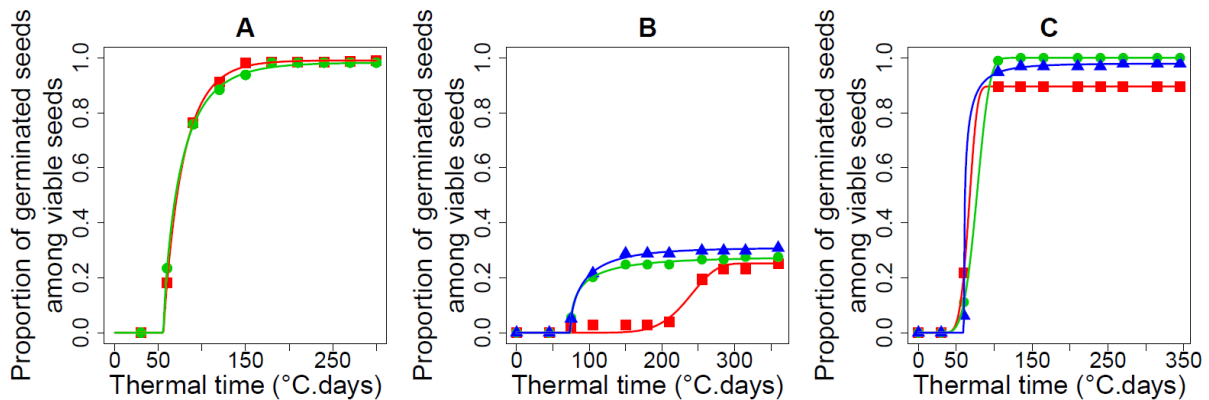 A
Proportion of germinated seeds
among viable seeds
0.0 0.2 0.4 0.6 0.8 1.0
0 50 150 250
Thermal time (°C.days)
B
Proportion of germinated seeds
among viable seeds
0.0 0.2 0.4 0.6 0.8 1.0
0 100 200 300
Thermal time (°C.days)
C
Proportion of germinated seeds
among viable seeds
0.0 0.2 0.4 0.6 0.8 1.0
0 50 150 250 350
Thermal time (°C.days)